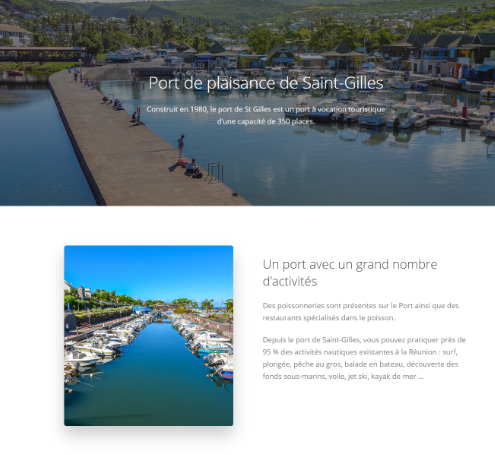 Port de plaisance de Saint-Gilles
Construit en 1980, le port de St Gilles est un port à vocation touristique
d'une capacité de 350 places.
Un port avec un grand nombre
d'activités
Des poissonneries sont présentes sur le Port ainsi que des
restaurants spécialisés dans le poisson.
Depuis le port de Saint-Gilles, vous pouvez pratiquer près de
95 % des activités nautiques existantes à la Réunion : surf,
plongée, pêche au gros, balade en bateau, découverte des
fonds sous-marins, voile, jet ski, kayak de mer ...